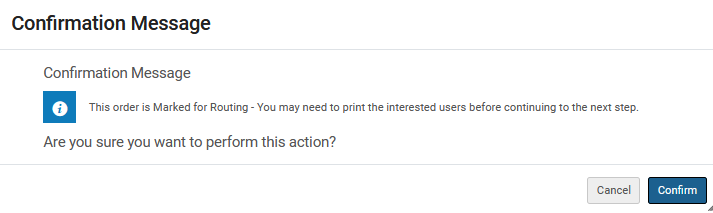 Confirmation Message
Confirmation Message
This order is Marked for Routing - You may need to print the interested users before continuing to the next step.
Are you sure you want to perform this action?
Cancel Confirm